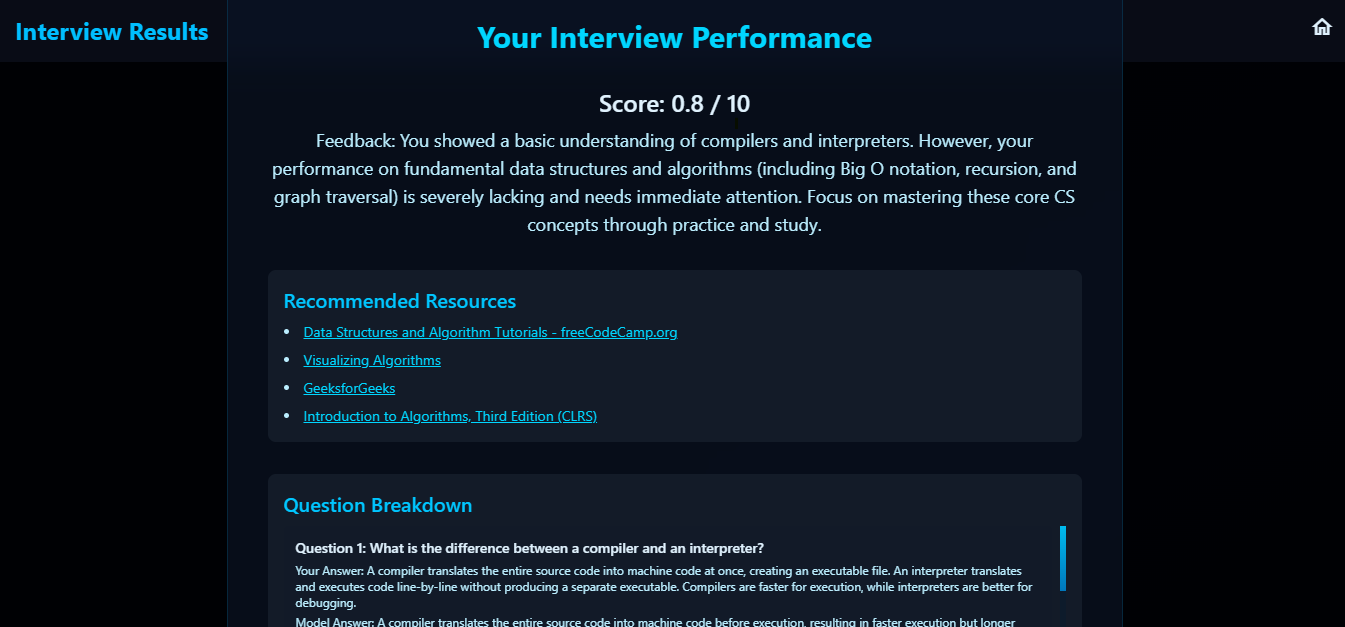 Interview Results
Your Interview Performance
Score: 0.8 / 10
Feedback: You showed a basic understanding of compilers and interpreters. However, your
performance on fundamental data structures and algorithms (including Big O notation, recursion, and
graph traversal) is severely lacking and needs immediate attention. Focus on mastering these core CS
concepts through practice and study.
Recommended Resources
• Data Structures and Algorithm Tutorials - freeCodeCamp.org
• Visualizing Algorithms
• GeeksforGeeks
• Introduction to Algorithms, Third Edition (CLRS)
Question Breakdown
Question 1: What is the difference between a compiler and an interpreter?
Your Answer: A compiler translates the entire source code into machine code at once, creating an executable file. An interpreter translates
and executes code line-by-line without producing a separate executable. Compilers are faster for execution, while interpreters are better for
debugging.
Model Answer: A compiler translates the entire source code into machine code before execution, resulting in faster execution but longer